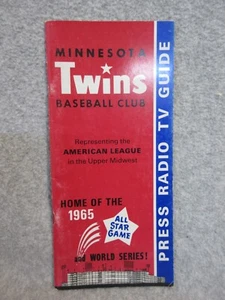 MINNESOTA
Twins
BASEBALL CLUB
Representing the
AMERICAN LEAGUE
in the Upper Midwest
HOME OF THE
1965
ALL
STAR
GAME
and WORLD SERIES!
PRESS RADIO TV GUIDE